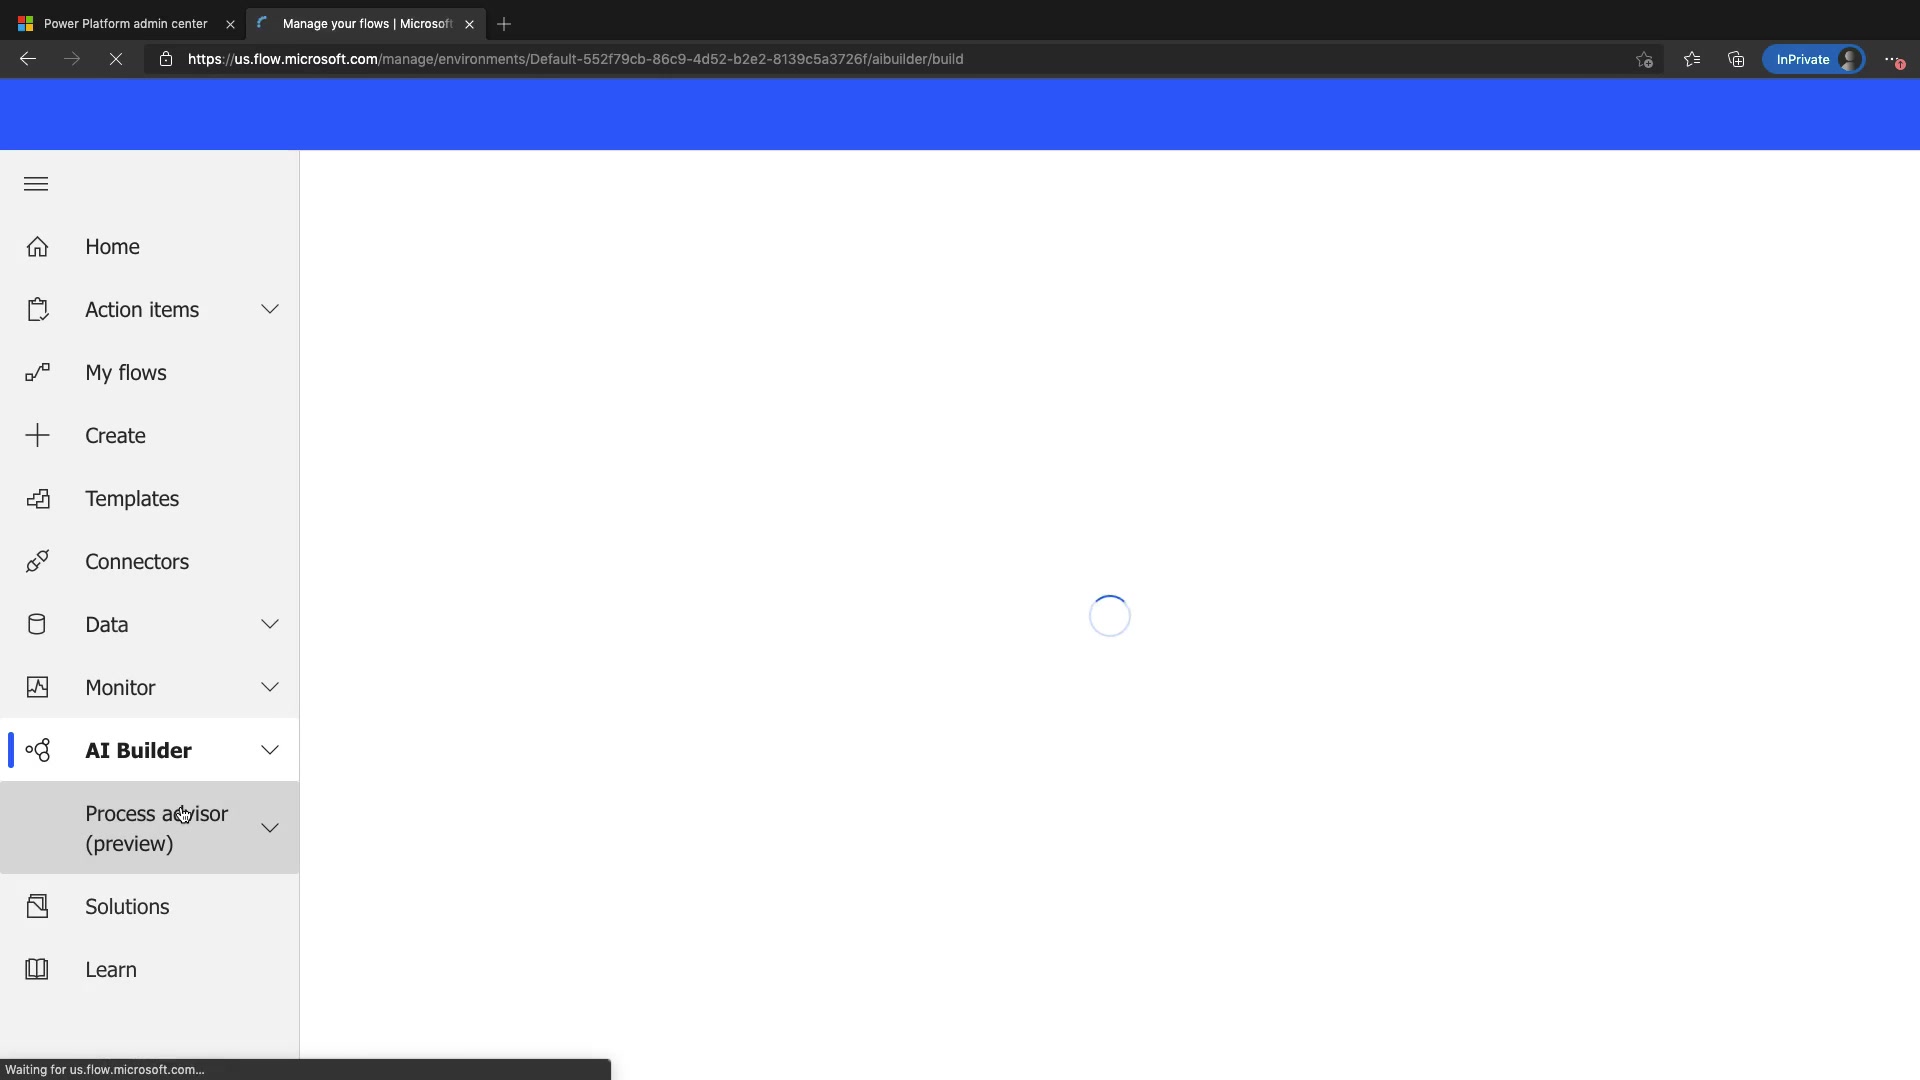 Power Platform admin center
Manage your flows | Microsoft
https://us.flow.microsoft.com/manage/environments/Default-552f79cb-86c9-4d52-b2e2-8139c5a3726f/aibuilder/build
InPrivate
Home
Action items
My flows
Create
Templates
Connectors
Data
Monitor
AI Builder
Process advisor
(preview)
Solutions
Learn
Waiting for us.flow.microsoft.com...